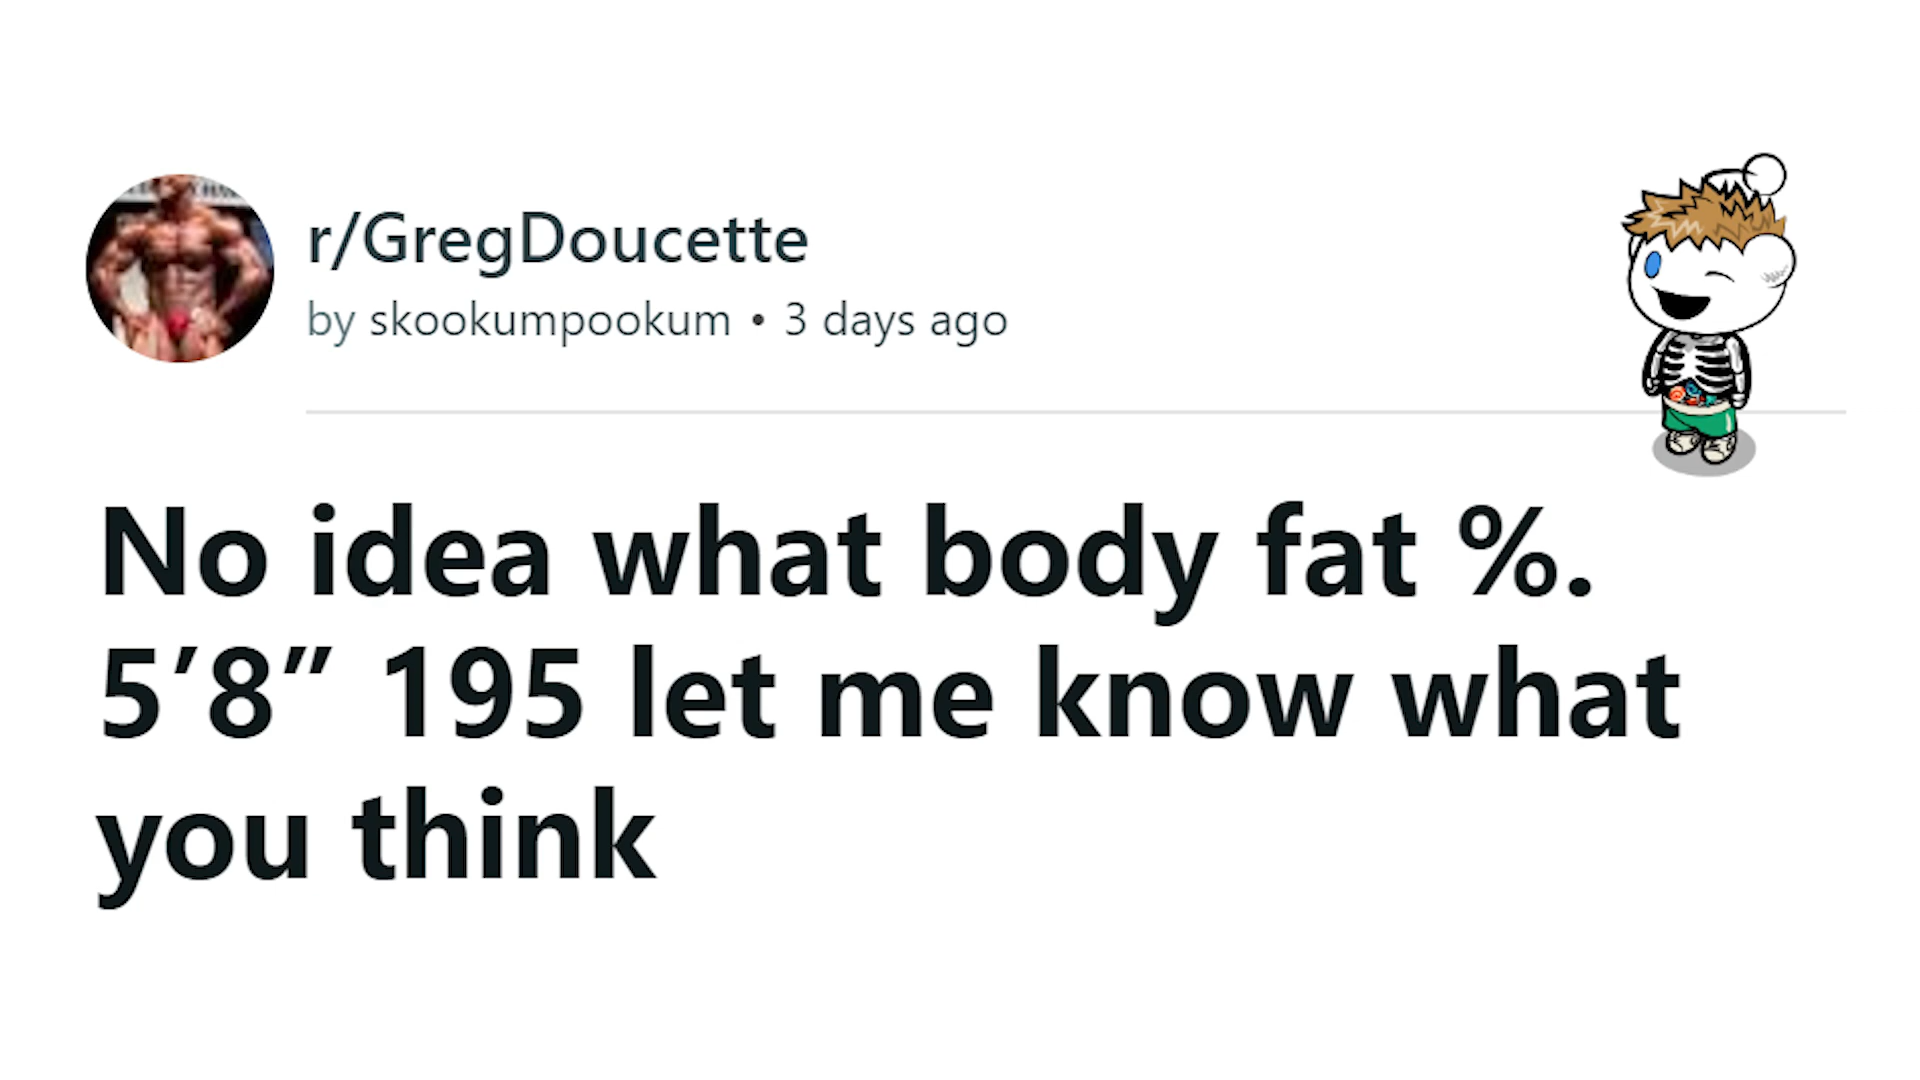 r/GregDoucette
by skookumpookum • 3 days ago
No idea what body fat %.
5’8” 195 let me know what
you think